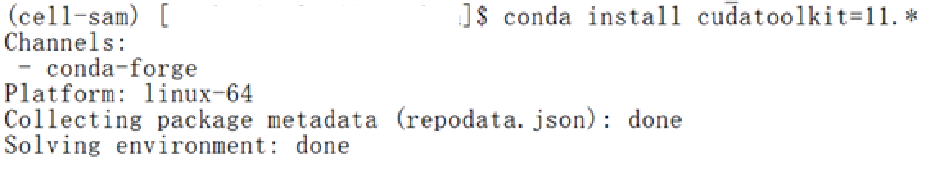 (cell-sam) [ ]$ conda install cudatoolkit=11.*
Channels:
 - conda-forge
Platform: linux-64
Collecting package metadata (repodata.json): done
Solving environment: done